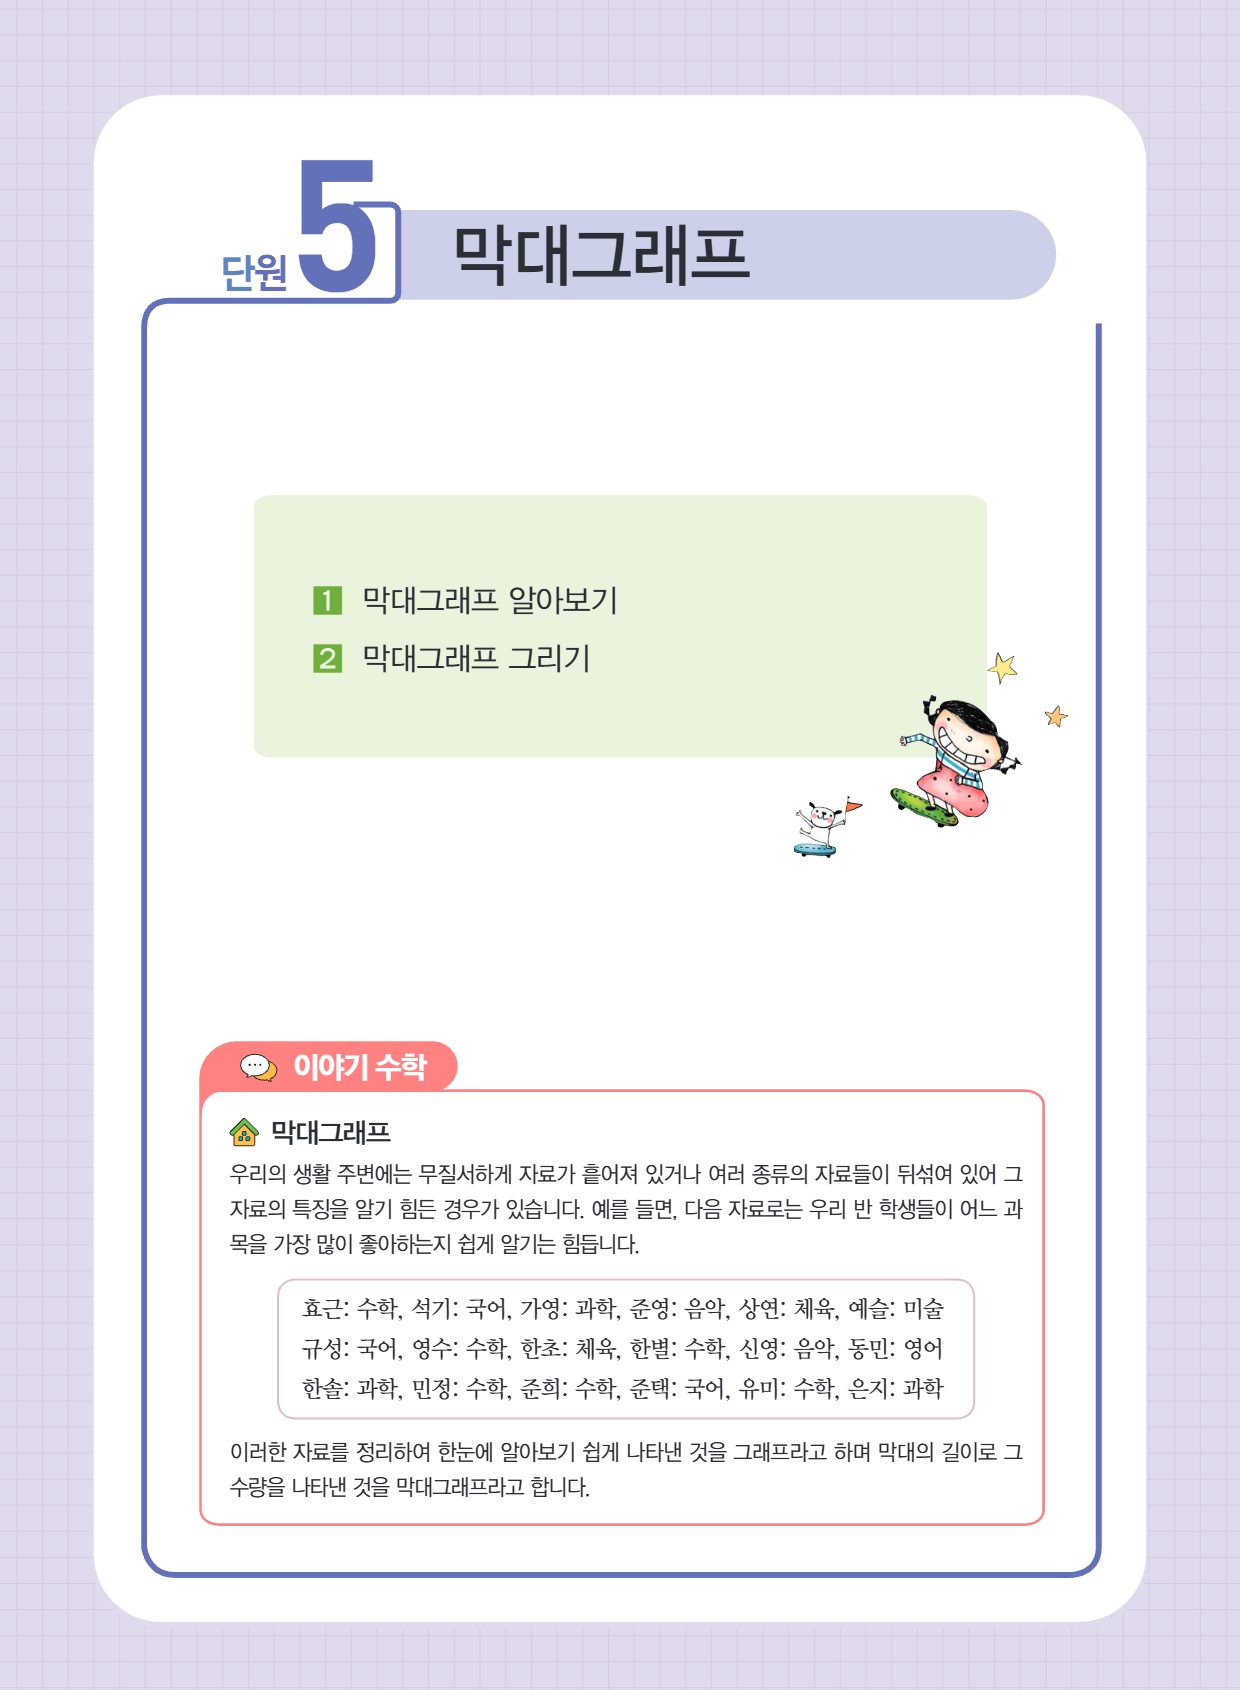 단원 5 막대그래프
1 막대그래프 알아보기
2 막대그래프 그리기
이야기 수학
막대그래프
우리의 생활 주변에는 무질서하게 자료가 흩어져 있거나 여러 종류의 자료들이 뒤섞여 있어 그
자료의 특징을 알기 힘든 경우가 있습니다. 예를 들면, 다음 자료로는 우리 반 학생들이 어느 과
목을 가장 많이 좋아하는지 쉽게 알기는 힘듭니다.
효근: 수학, 석기: 국어, 가영: 과학, 준영: 음악, 상연: 체육, 예슬: 미술
규성: 국어, 영수: 수학, 한초: 체육, 한별: 수학, 신영: 음악, 동민: 영어
한솔: 과학, 민정: 수학, 준희: 수학, 준택: 국어, 유미: 수학, 은지: 과학
이러한 자료를 정리하여 한눈에 알아보기 쉽게 나타낸 것을 그래프라고 하며 막대의 길이로 그
수량을 나타낸 것을 막대그래프라고 합니다.